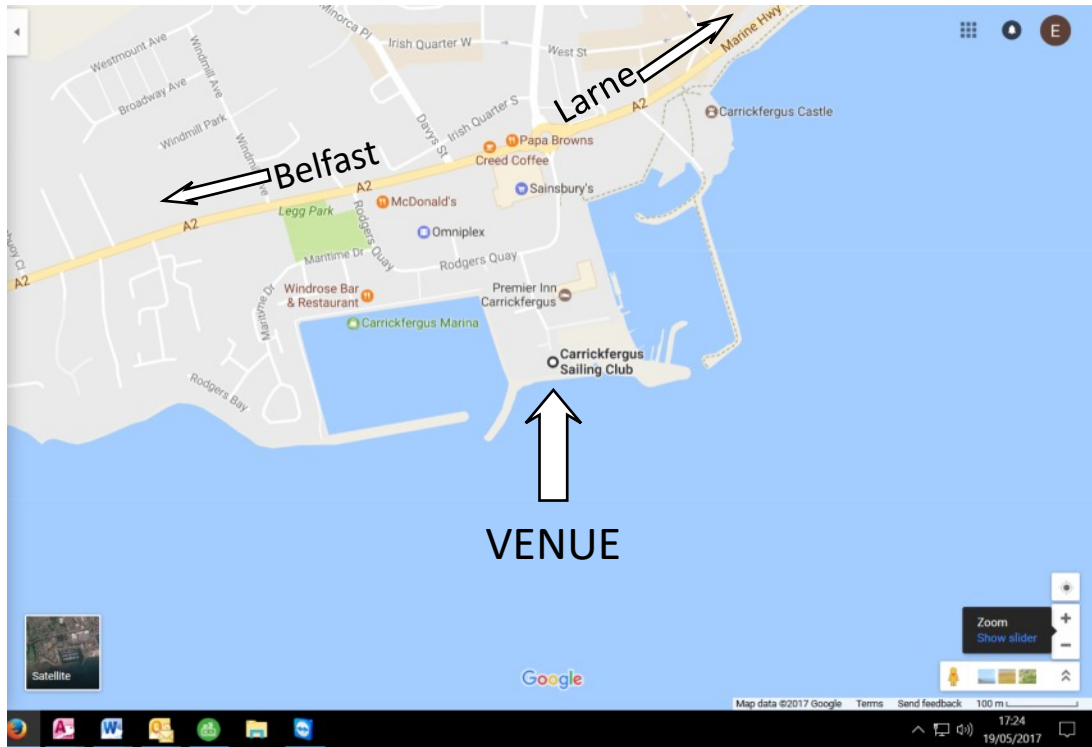 Minorca Pl
Irish Quarter W
West St
Marine Hwy
E
Westmount Ave
Windmill Ave
Broadway Ave
Windmill Park
Windmill Ave
Davys St
Irish Quarter S
Larne
A2
Carrickfergus Castle
Papa Browns
Creed Coffee
Belfast
Sainsbury's
A2
McDonald's
Legg Park
A2
Rodgers Quay
Omniplex
Maritime Dr
Rodgers Quay
A2
Windrose Bar
& Restaurant
Premier Inn
Carrickfergus
Maritime Dr
Carrickfergus Marina
Carrickfergus
Sailing Club
Rodgers Bay
VENUE
Zoom
Show slider
Satellite
Google
Map data ©2017 Google Terms Send feedback 100 m
17:24
19/05/2017